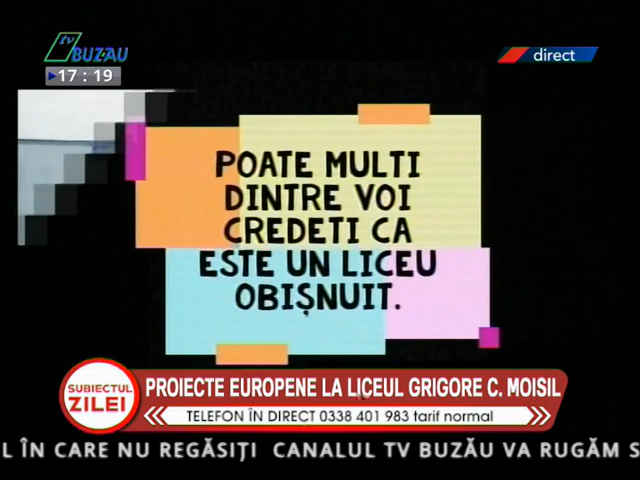 tv
BUZAU
17 : 19
direct
POATE MULTI
DINTRE VOI
CREDETI CA
ESTE UN LICEU
OBIȘNUIT.
SUBIECTUL
ZILEI
PROIECTE EUROPENE LA LICEUL GRIGORE C. MOISIL
TELEFON ÎN DIRECT 0338 401 983 tarif normal
L ÎN CARE NU REGĂSIȚI CANALUL TV BUZĂU VA RUGĂM S